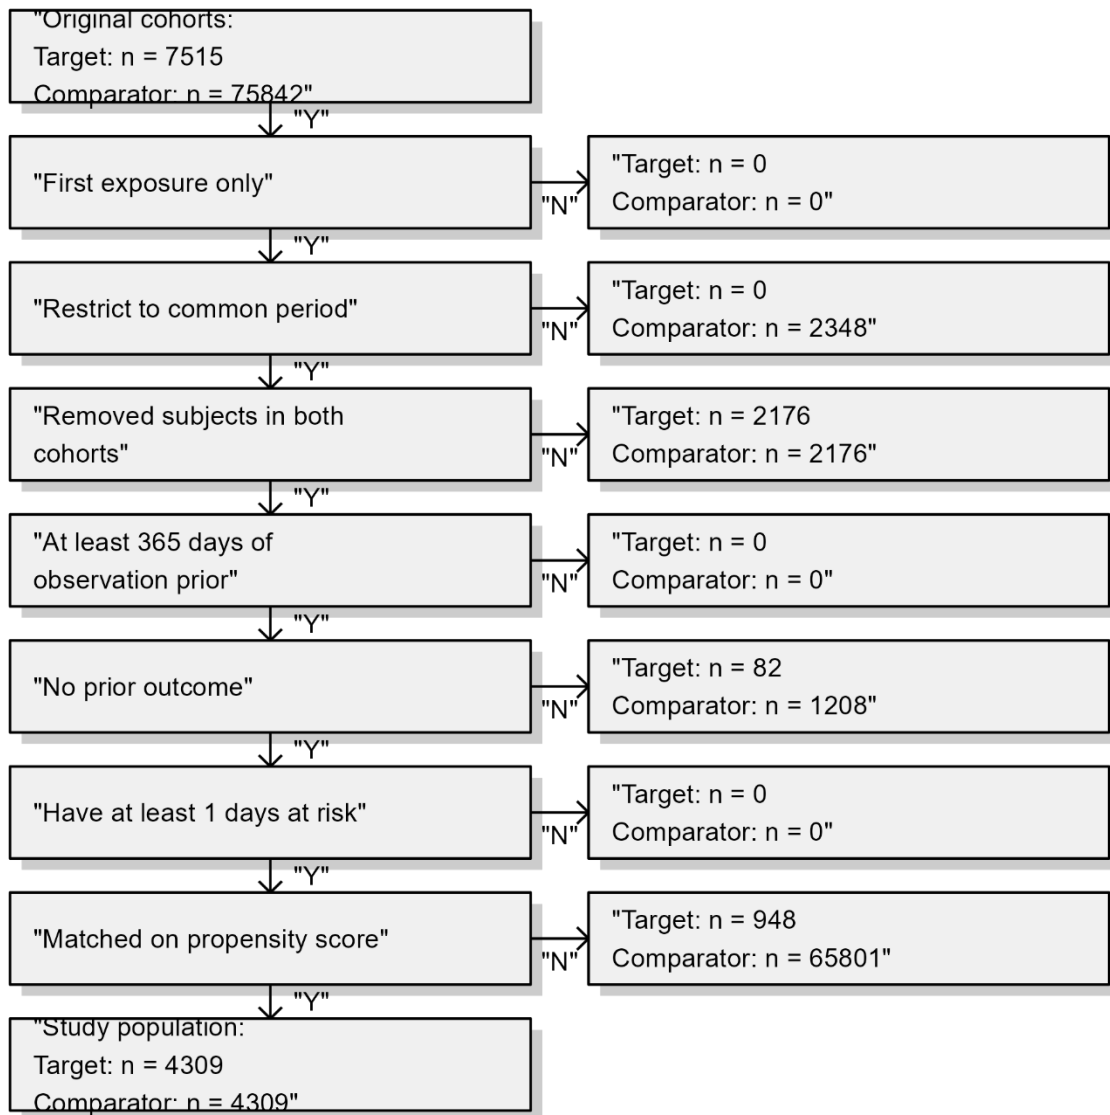 "Original cohorts:
Target: n = 7515
Comparator: n = 75842"
"Y"
"First exposure only"
"N"
"Target: n = 0
Comparator: n = 0"
"Y"
"Restrict to common period"
"N"
"Target: n = 0
Comparator: n = 2348"
"Y"
"Removed subjects in both
cohorts"
"N"
"Target: n = 2176
Comparator: n = 2176"
"Y"
"At least 365 days of
observation prior"
"N"
"Target: n = 0
Comparator: n = 0"
"Y"
"No prior outcome"
"N"
"Target: n = 82
Comparator: n = 1208"
"Y"
"Have at least 1 days at risk"
"N"
"Target: n = 0
Comparator: n = 0"
"Y"
"Matched on propensity score"
"N"
"Target: n = 948
Comparator: n = 65801"
"Y"
"Study population:
Target: n = 4309
Comparator: n = 4309"